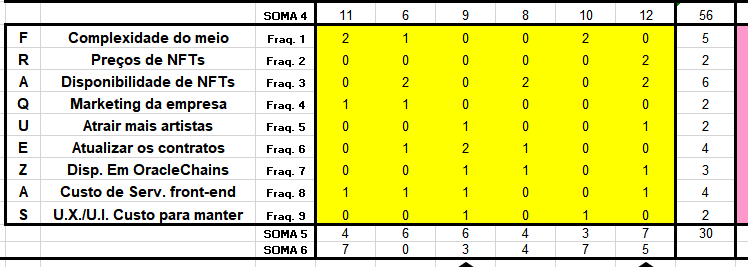 SOMA 4 11 6 9 8 10 12 56
F Complexidade do meio Fraq. 1 2 1 0 0 2 0 5
R Preços de NFTs Fraq. 2 0 0 0 0 0 2 2
A Disponibilidade de NFTs Fraq. 3 0 2 0 2 0 2 6
Q Marketing da empresa Fraq. 4 1 1 0 0 0 0 2
U Atrair mais artistas Fraq. 5 0 0 1 0 0 1 2
E Atualizar os contratos Fraq. 6 0 1 2 1 0 0 4
Z Disp. Em OracleChains Fraq. 7 0 0 1 1 0 1 3
A Custo de Serv. front-end Fraq. 8 1 1 1 0 0 1 4
S U.X./U.I. Custo para manter Fraq. 9 0 0 1 0 1 0 2
SOMA 5 4 6 6 4 3 7 30
SOMA 6 7 0 3 4 7 5